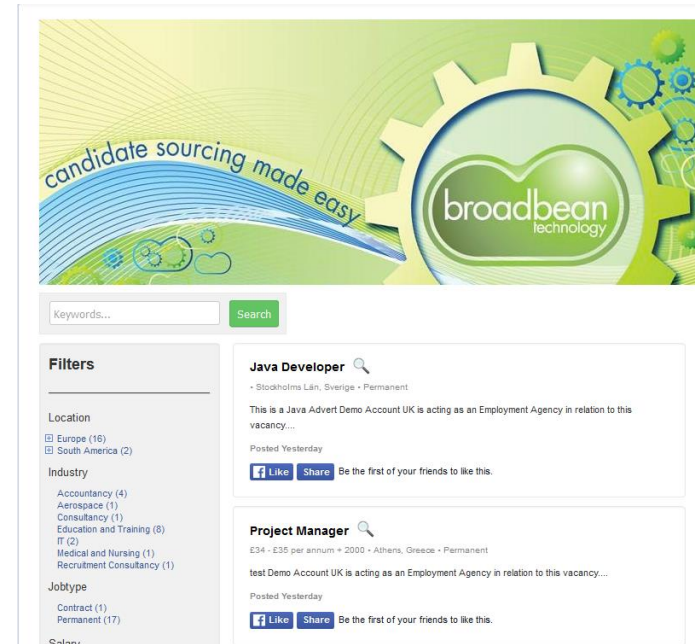 candidate sourcing made easy
broadbean
technology
Keywords...
Search
Filters
Location
Europe (16)
South America (2)
Industry
Accountancy (4)
Aerospace (1)
Consultancy (1)
Education and Training (8)
IT (2)
Medical and Nursing (1)
Recruitment Consultancy (1)
Jobtype
Contract (1)
Permanent (17)
Salary
Java Developer
• Stockholms Län, Sverige • Permanent
This is a Java Advert Demo Account UK is acting as an Employment Agency in relation to this
vacancy....
Posted Yesterday
Like Share Be the first of your friends to like this.
Project Manager
£34 - £35 per annum + 2000 • Athens, Greece • Permanent
test Demo Account UK is acting as an Employment Agency in relation to this vacancy....
Posted Yesterday
Like Share Be the first of your friends to like this.